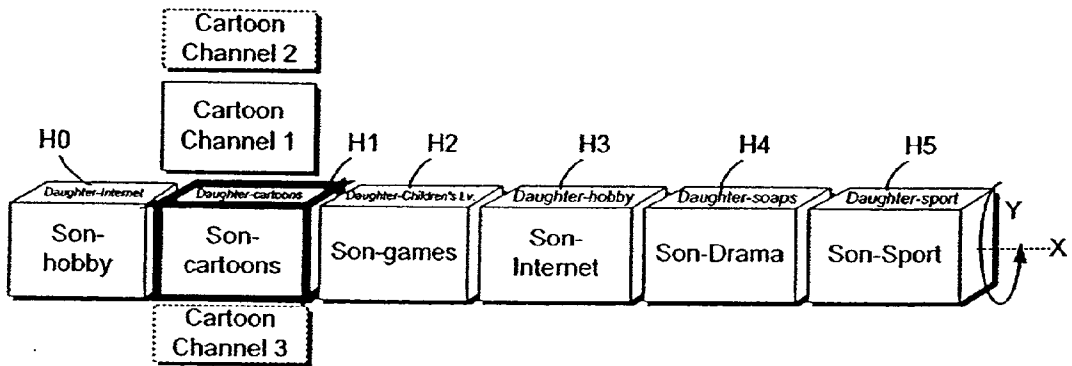 Cartoon
Channel 2
Cartoon
Channel 1
H0
H1
H2
H3
H4
H5
Daughter-Internet
Daughter-cartoons
Daughter-Children's t.v.
Daughter-hobby
Daughter-soaps
Daughter-sport
Y
Son-
hobby
Son-
cartoons
Son-games
Son-
Internet
Son-Drama
Son-Sport
X
Cartoon
Channel 3